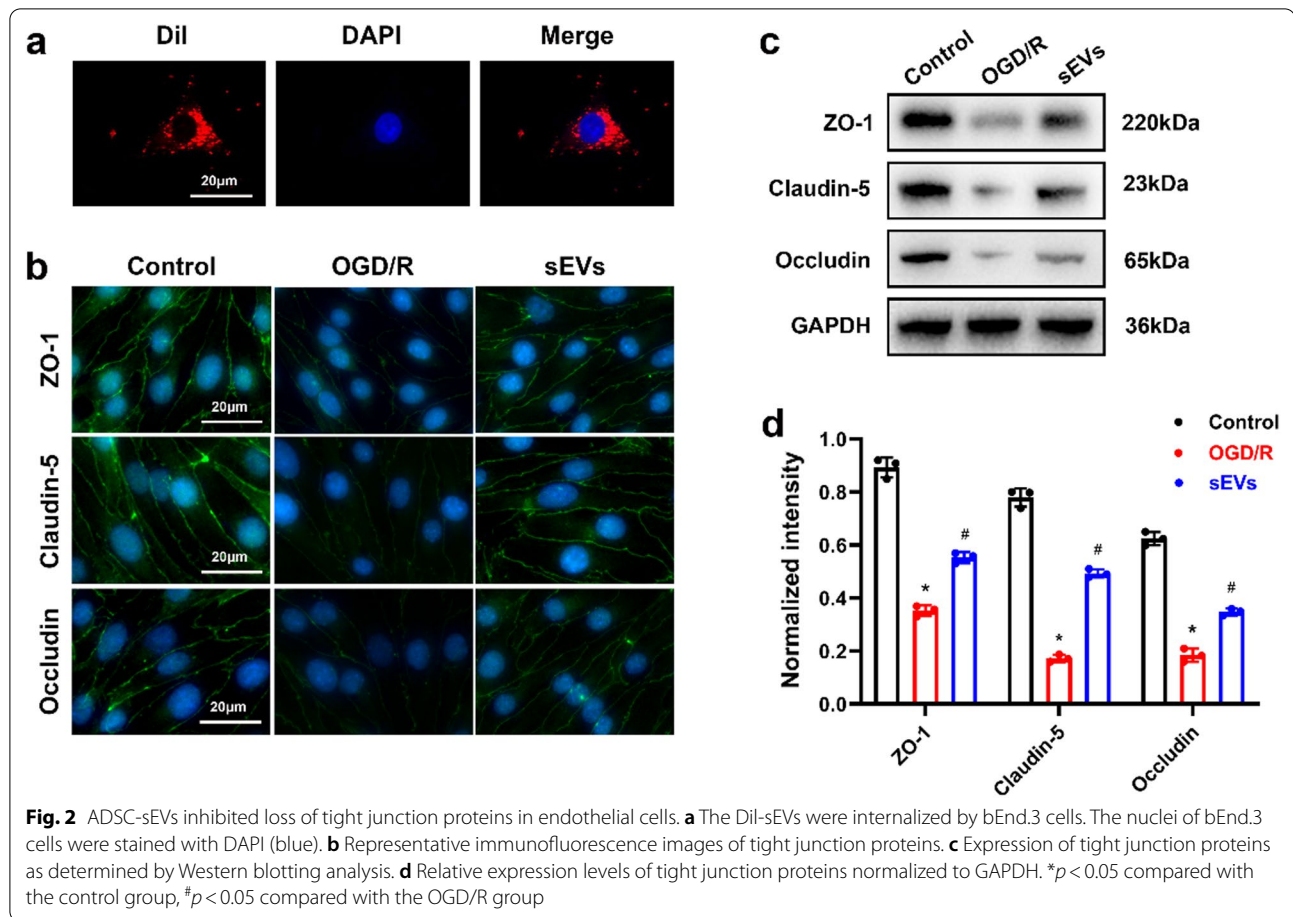 a
Dil DAPI Merge
20μm
b
Control OGD/R sEVs
ZO-1
20μm
Claudin-5
20μm
Occludin
20μm
c
Control OGD/R sEVs
ZO-1 220kDa
Claudin-5 23kDa
Occludin 65kDa
GAPDH 36kDa
d
Control
OGD/R
sEVs
Normalized intensity
1.0
0.8
0.6
0.4
0.2
0.0
* # * # * #
ZO-1 Claudin-5 Occludin
Fig. 2 ADSC-sEVs inhibited loss of tight junction proteins in endothelial cells. a The Dil-sEVs were internalized by bEnd.3 cells. The nuclei of bEnd.3
cells were stained with DAPI (blue). b Representative immunofluorescence images of tight junction proteins. c Expression of tight junction proteins
as determined by Western blotting analysis. d Relative expression levels of tight junction proteins normalized to GAPDH. *p < 0.05 compared with
the control group, #p < 0.05 compared with the OGD/R group